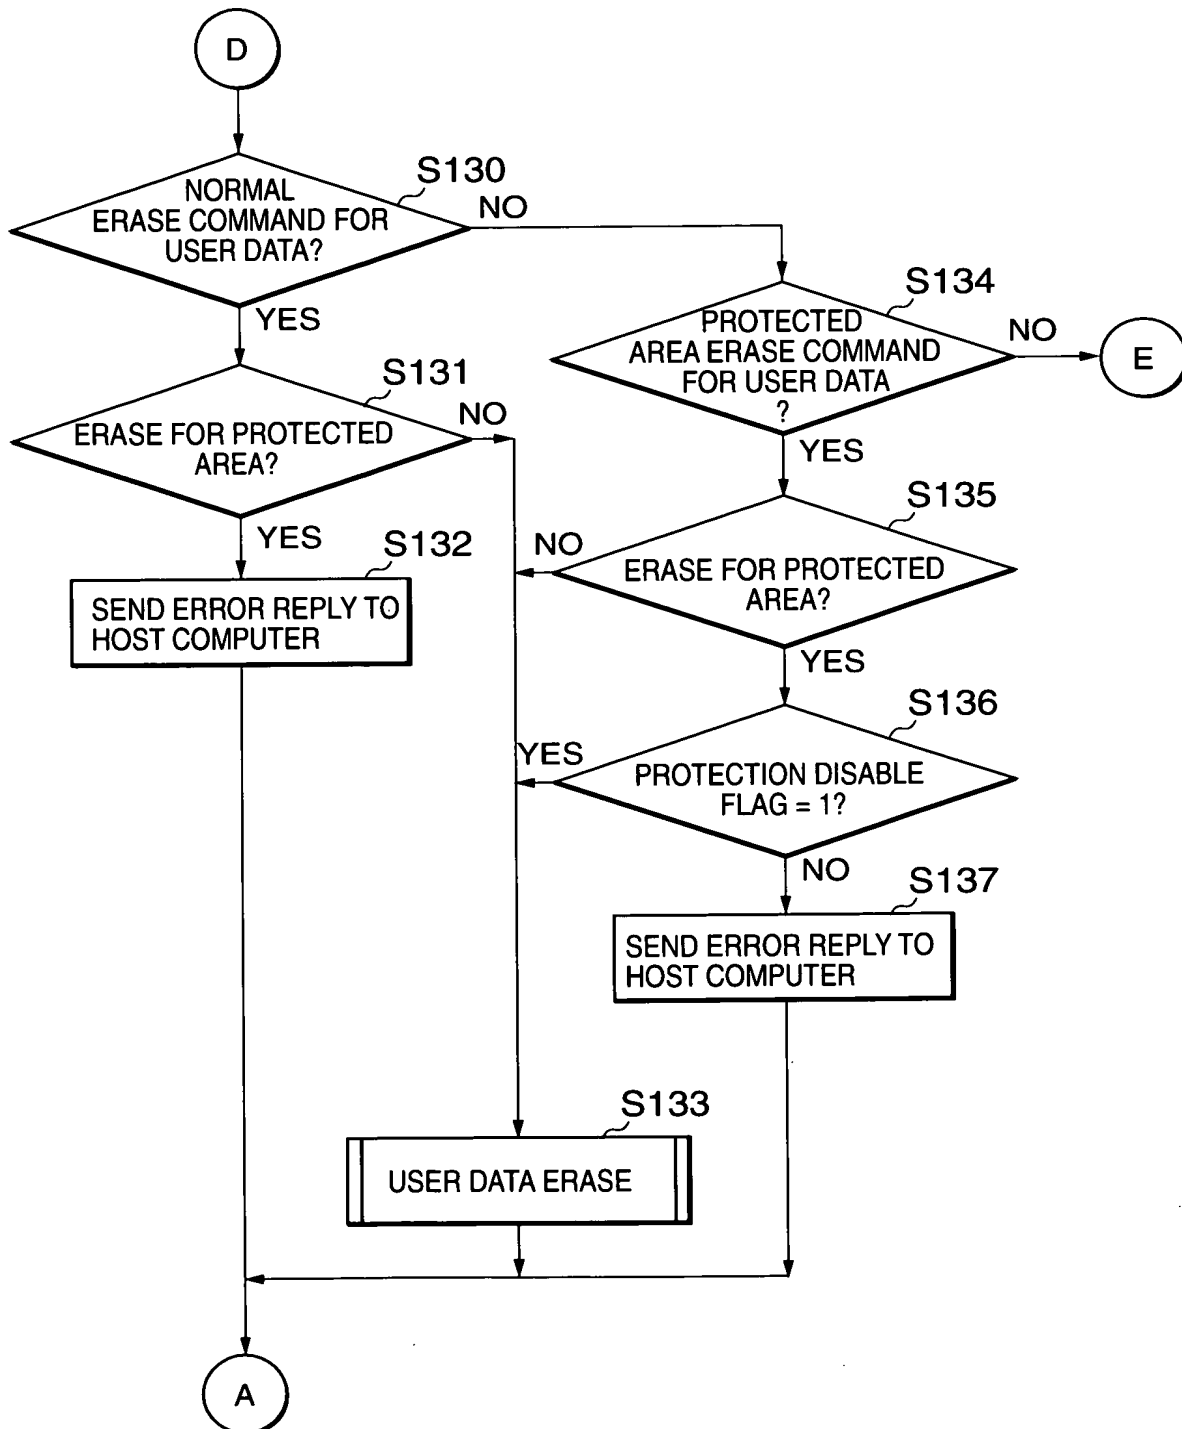 D
S130
NORMAL
ERASE COMMAND FOR
USER DATA?
NO
YES
S134
PROTECTED
AREA ERASE COMMAND
FOR USER DATA
?
NO
E
YES
S131
ERASE FOR PROTECTED
AREA?
NO
YES
S135
ERASE FOR PROTECTED
AREA?
NO
YES
S132
SEND ERROR REPLY TO
HOST COMPUTER
S136
PROTECTION DISABLE
FLAG = 1?
YES
NO
S137
SEND ERROR REPLY TO
HOST COMPUTER
S133
USER DATA ERASE
A